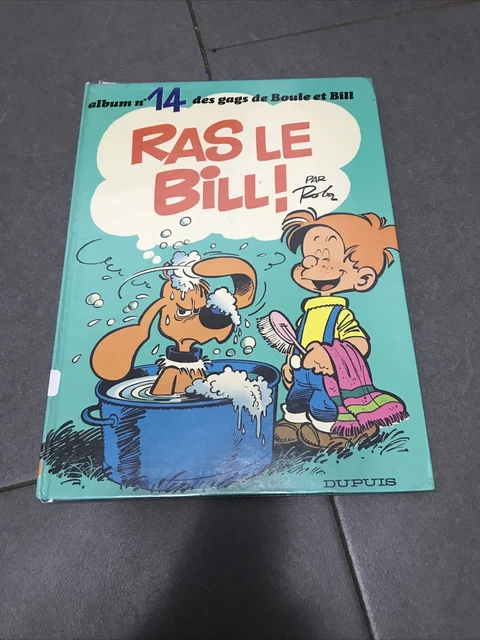 album n° 14 des gags de Boule et Bill
RAS LE
BiLL!
PAR
Roba
DUPUIS